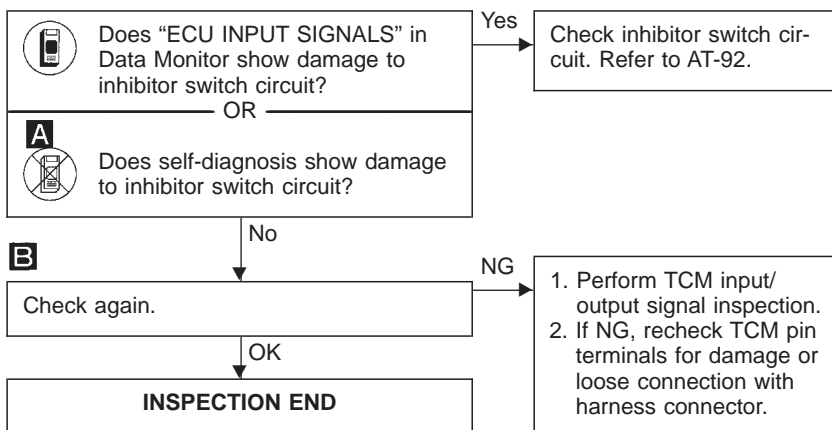 Does “ECU INPUT SIGNALS” in
Data Monitor show damage to
inhibitor switch circuit?
Yes
Check inhibitor switch cir-
cuit. Refer to AT-92.
OR
A
Does self-diagnosis show damage
to inhibitor switch circuit?
No
B
Check again.
NG
1. Perform TCM input/
output signal inspection.
2. If NG, recheck TCM pin
terminals for damage or
loose connection with
harness connector.
OK
INSPECTION END